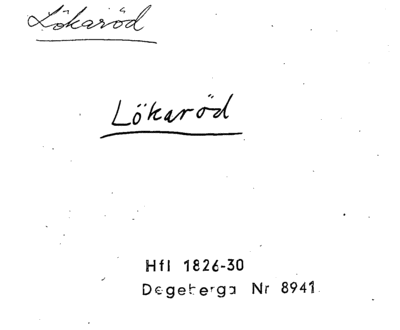 Lökaröd
Lökaröd
Hfl 1826-30
Degeberga Nr 8941